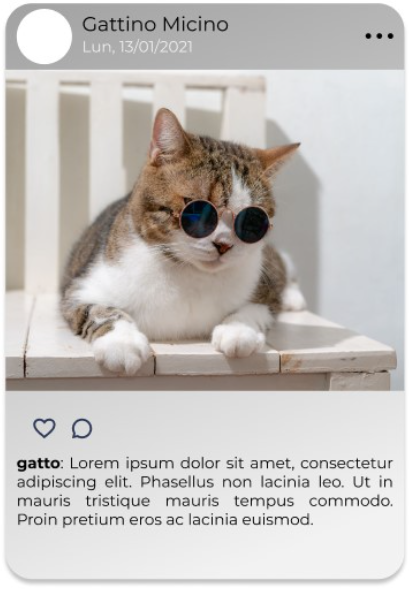 Gattino Micino
Lun, 13/01/2021
gatto: Lorem ipsum dolor sit amet, consectetur
adipiscing elit. Phasellus non lacinia leo. Ut in
mauris tristique mauris tempus commodo.
Proin pretium eros ac lacinia euismod.